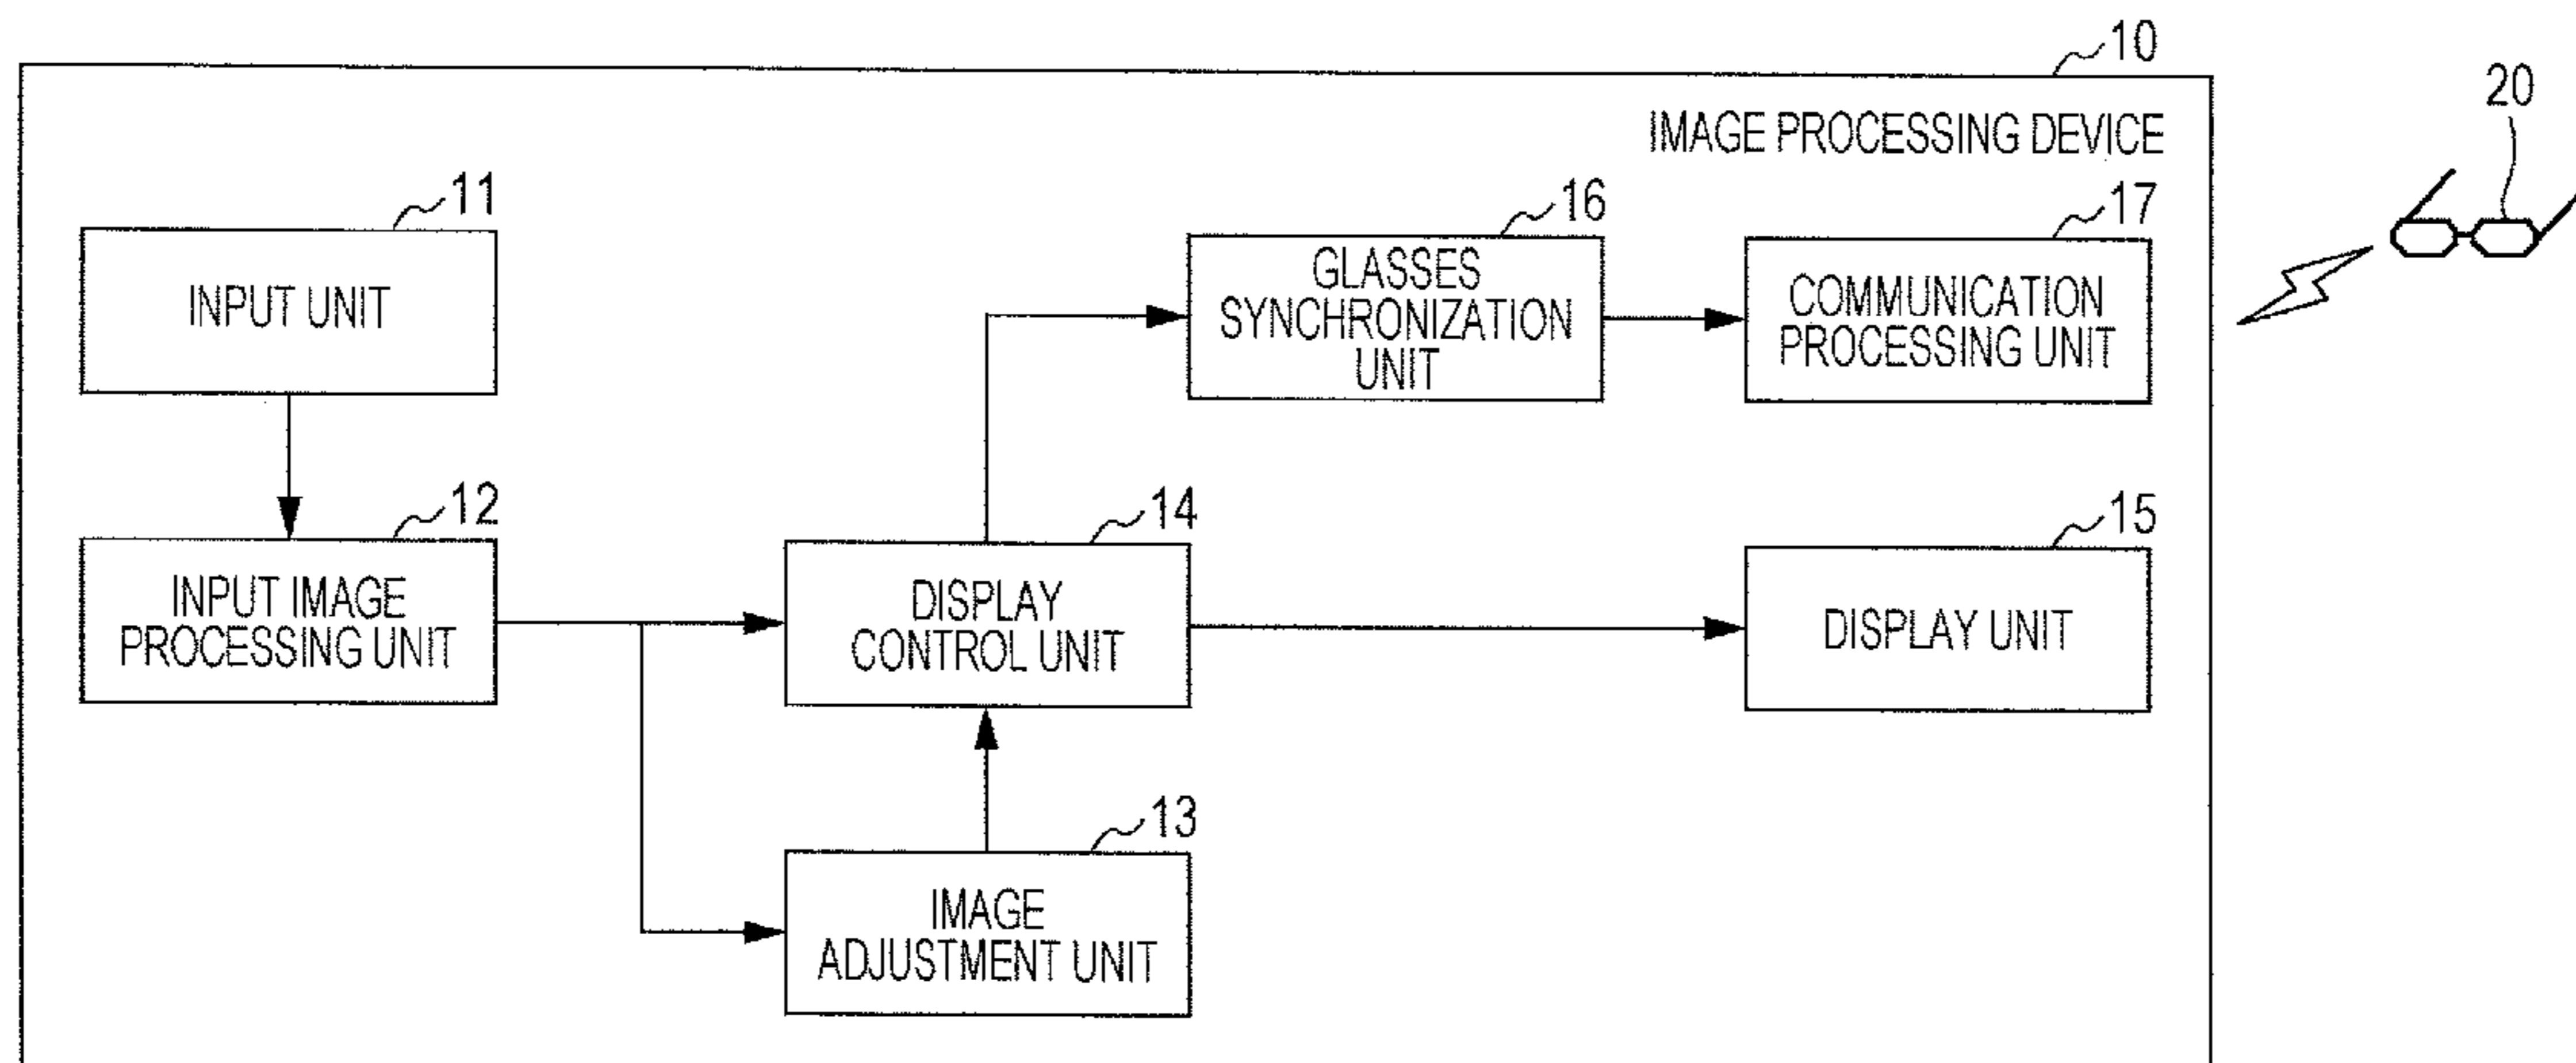 10
20
IMAGE PROCESSING DEVICE
11
INPUT UNIT
16
GLASSES
SYNCHRONIZATION
UNIT
17
COMMUNICATION
PROCESSING UNIT
12
INPUT IMAGE
PROCESSING UNIT
14
DISPLAY
CONTROL UNIT
15
DISPLAY UNIT
13
IMAGE
ADJUSTMENT UNIT